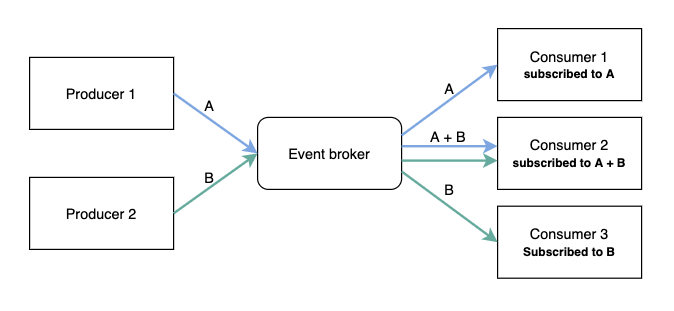 Producer 1
A
Producer 2
B
Event broker
A
A + B
B
Consumer 1
subscribed to A
Consumer 2
subscribed to A + B
Consumer 3
Subscribed to B